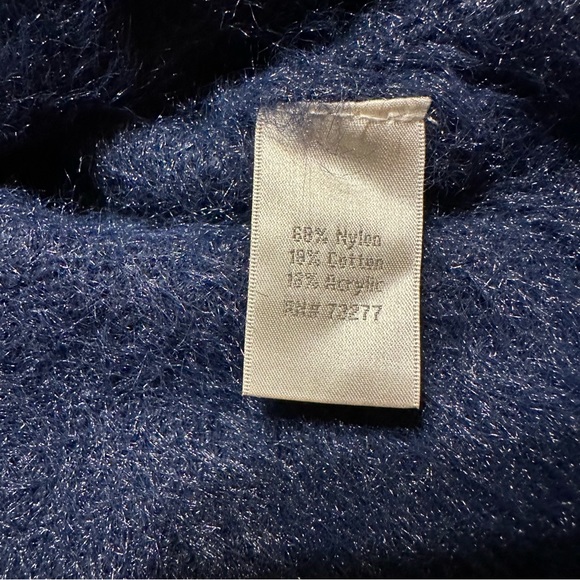 68% Nylon
19% Cotton
13% Acrylic
RN# 73277